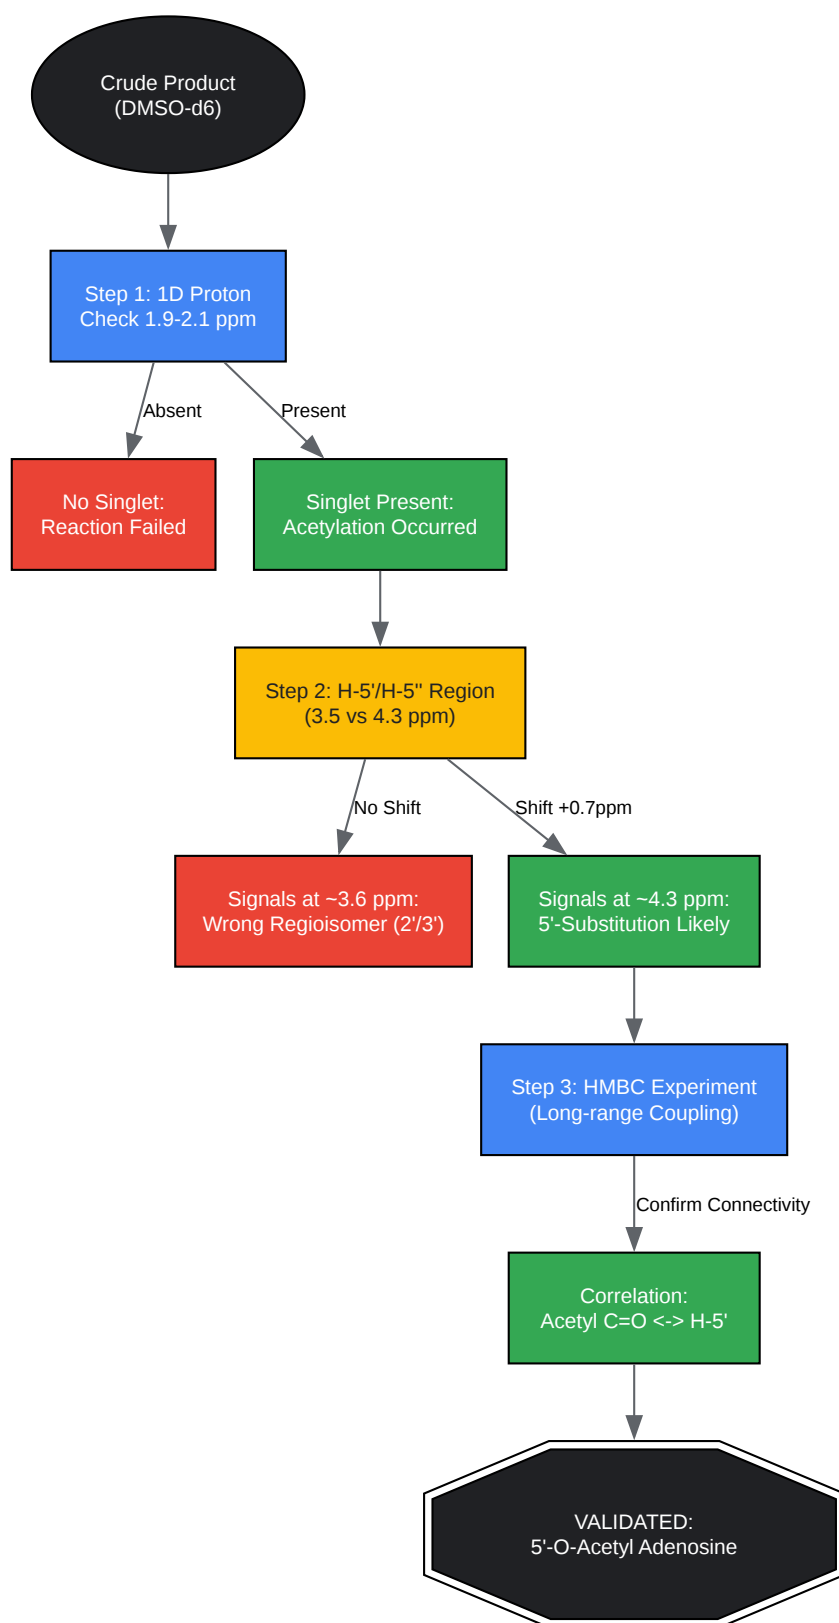 Crude Product
(DMSO-d6)
Step 1: 1D Proton
Check 1.9-2.1 ppm
Absent
Present
No Singlet:
Reaction Failed
Singlet Present:
Acetylation Occurred
Step 2: H-5'/H-5'' Region
(3.5 vs 4.3 ppm)
No Shift
Shift +0.7ppm
Signals at ~3.6 ppm:
Wrong Regioisomer (2'/3')
Signals at ~4.3 ppm:
5'-Substitution Likely
Step 3: HMBC Experiment
(Long-range Coupling)
Confirm Connectivity
Correlation:
Acetyl C=O <-> H-5'
VALIDATED:
5'-O-Acetyl Adenosine